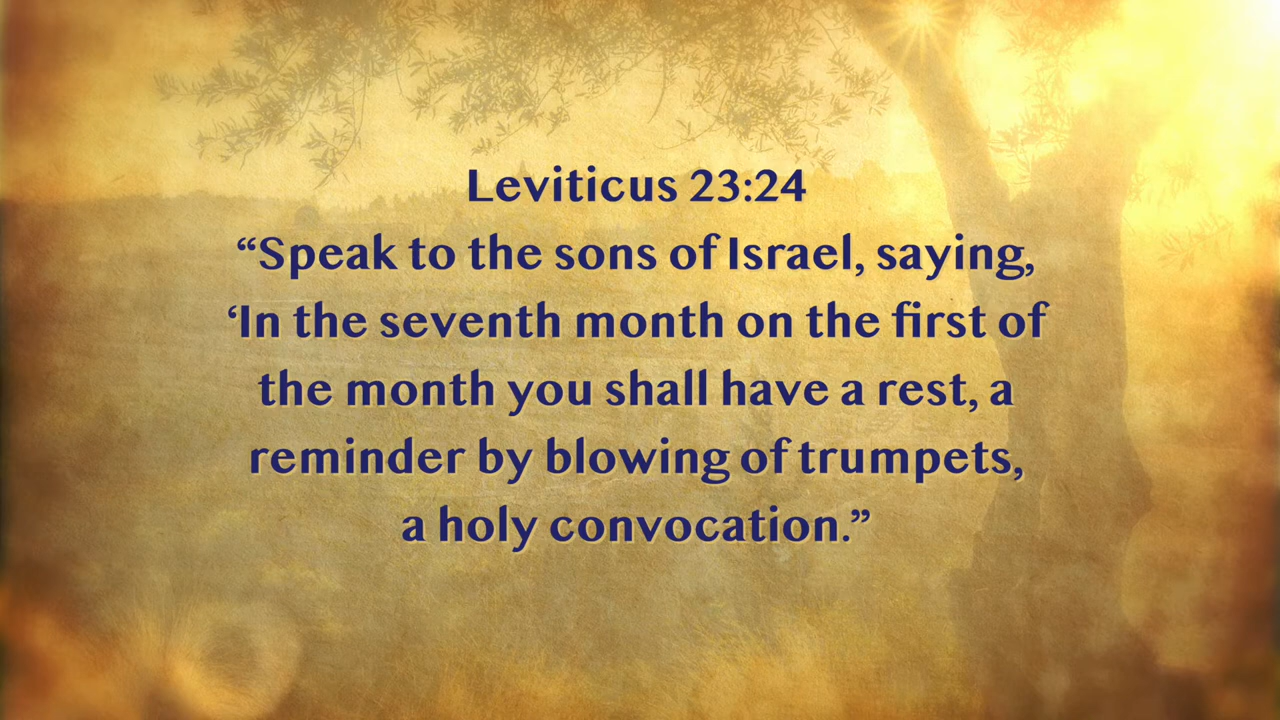 Leviticus 23:24
“Speak to the sons of Israel, saying,
‘In the seventh month on the first of
the month you shall have a rest, a
reminder by blowing of trumpets,
a holy convocation.”